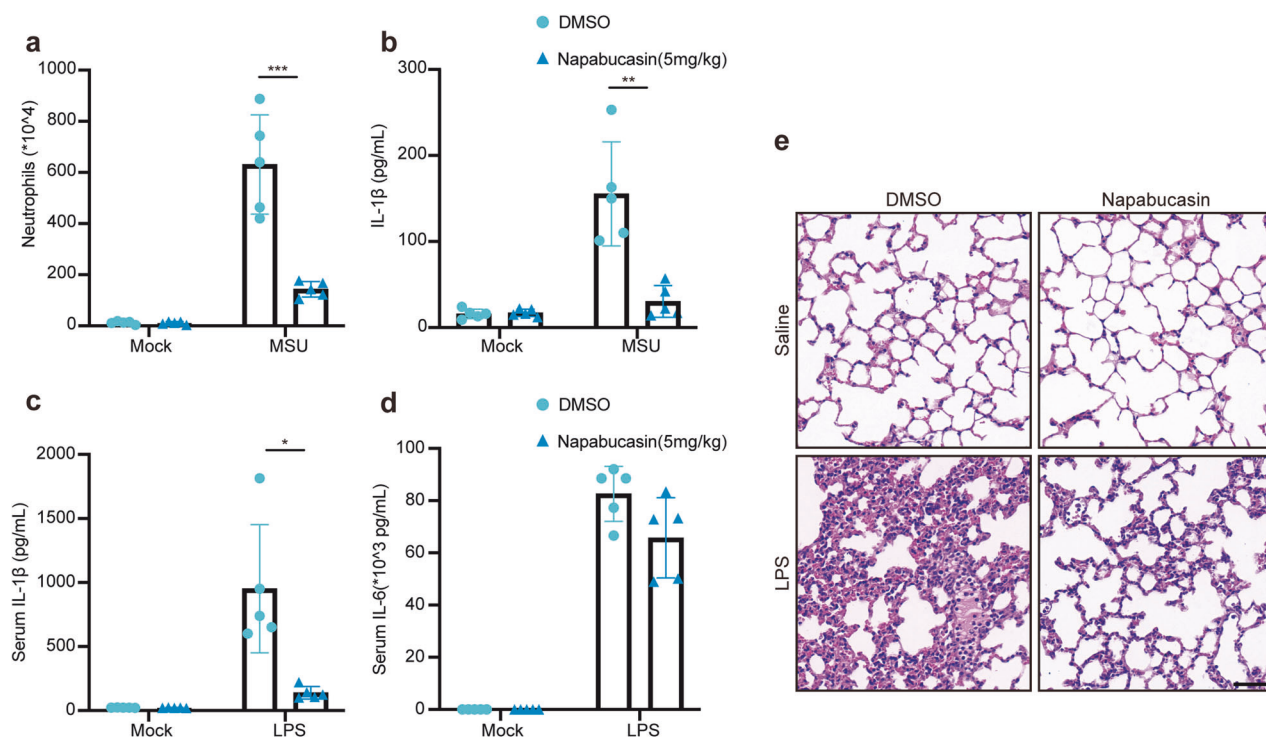 DMSO
Napabucasin(5mg/kg)
a
***
1000
800
600
400
200
0
Neutrophils (*10^4)
Mock
MSU
b
**
300
200
100
0
IL-1β (pg/mL)
Mock
MSU
c
*
2000
1500
1000
500
0
Serum IL-1β (pg/mL)
Mock
LPS
d
DMSO
Napabucasin(5mg/kg)
100
80
60
40
20
0
Serum IL-6(*10^3 pg/mL)
Mock
LPS
e
DMSO
Napabucasin
Saline
LPS